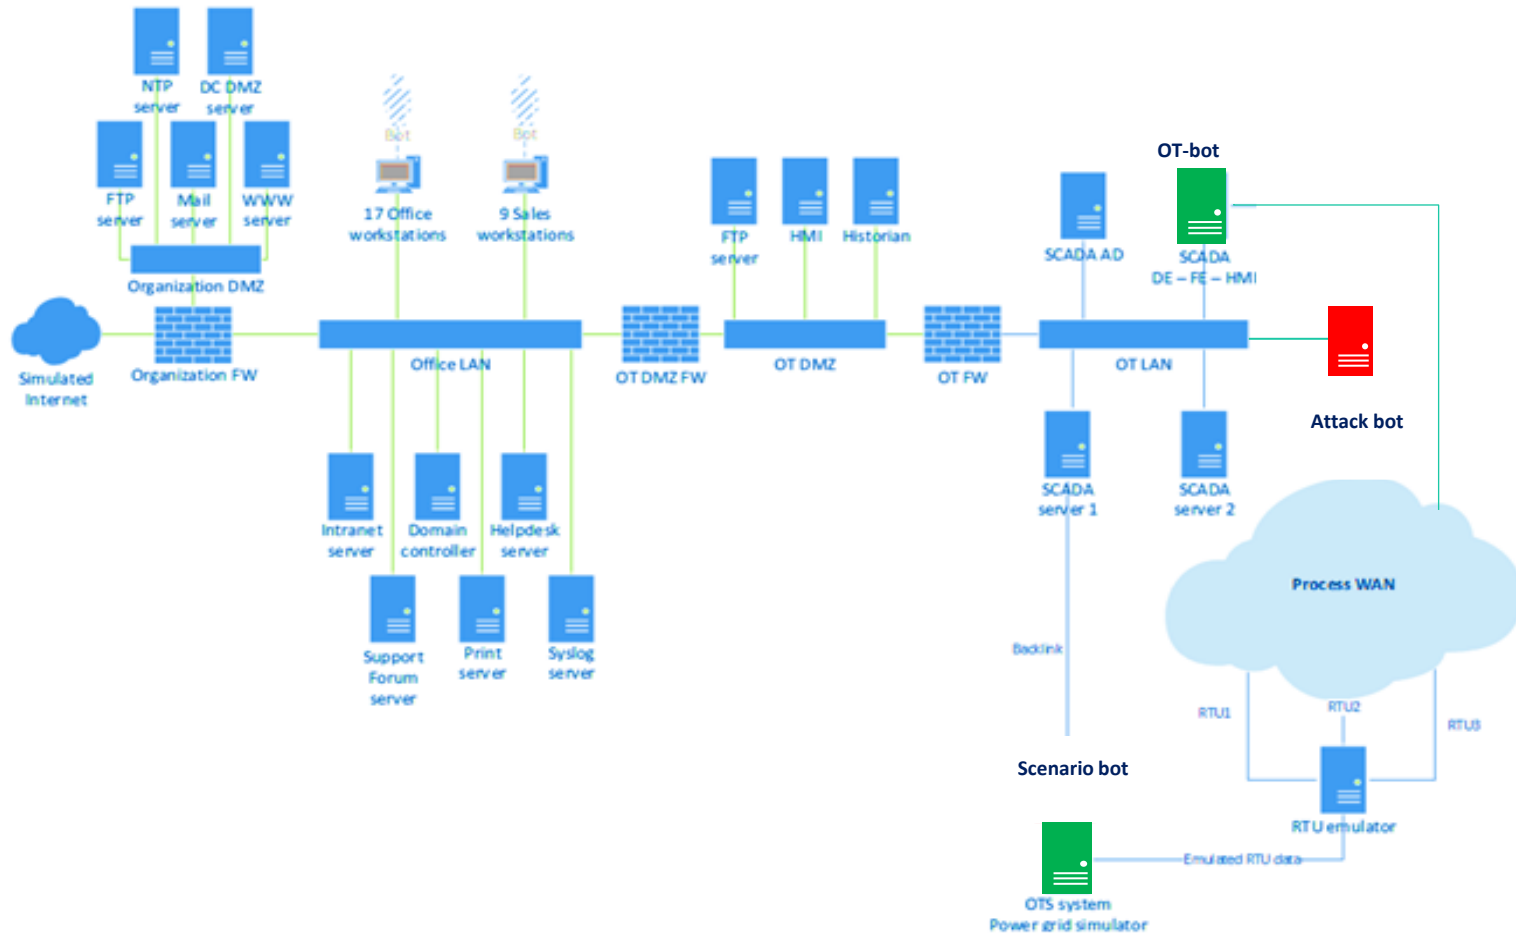 NTP
server
DC DMZ
server
FTP
server
Mail
server
WWW
server
Organization DMZ
Simulated
Internet
Organization FW
Bot
17 Office
workstations
Bot
9 Sales
workstations
Office LAN
Intranet
server
Domain
controller
Helpdesk
server
Support
Forum
server
Print
server
Syslog
server
OT DMZ FW
FTP
server
HMI
Historian
OT DMZ
OT FW
SCADA AD
OT-bot
SCADA
DE – FE – HMI
OT LAN
Attack bot
SCADA
server 1
SCADA
server 2
Process WAN
Backlink
RTU1
RTU2
RTU3
Scenario bot
RTU emulator
Emulated RTU data
OTS system
Power grid simulator